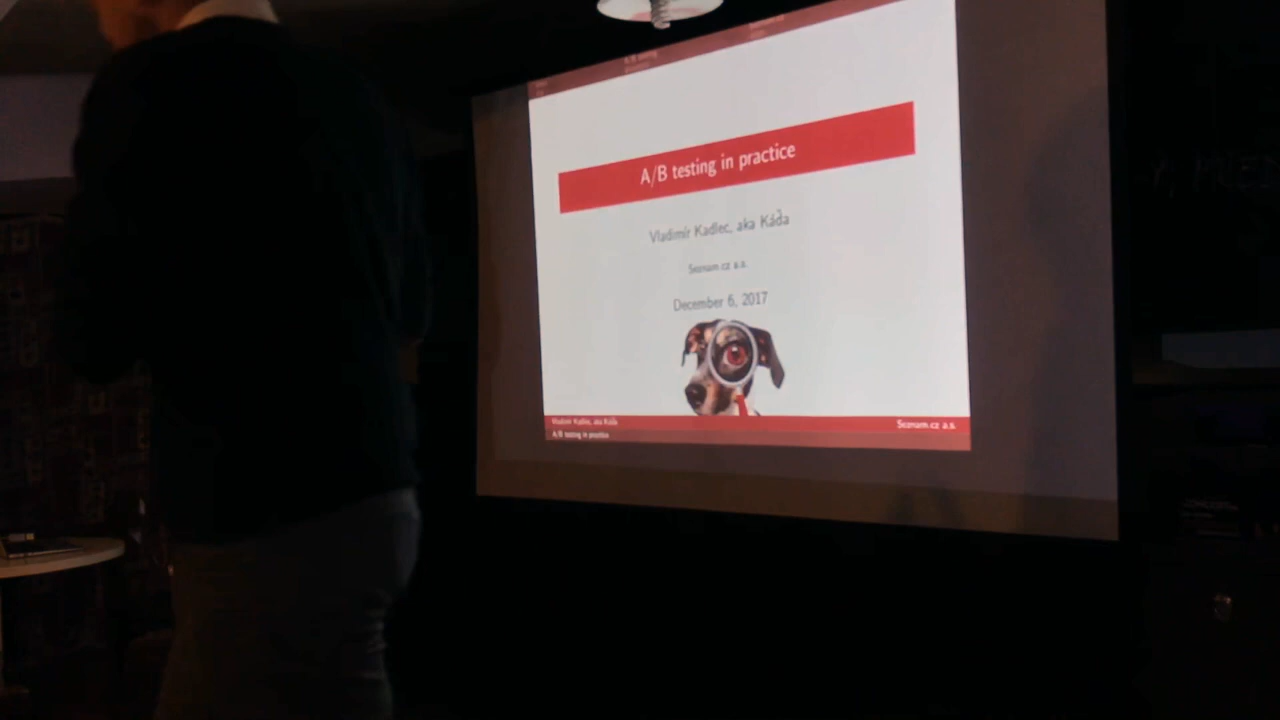 A/B testing in practice
Vladimír Kadlec, aka Káďa
Seznam.cz a.s.
December 6, 2017
Vladimír Kadlec, aka Káďa
Seznam.cz a.s.
A/B testing in practice